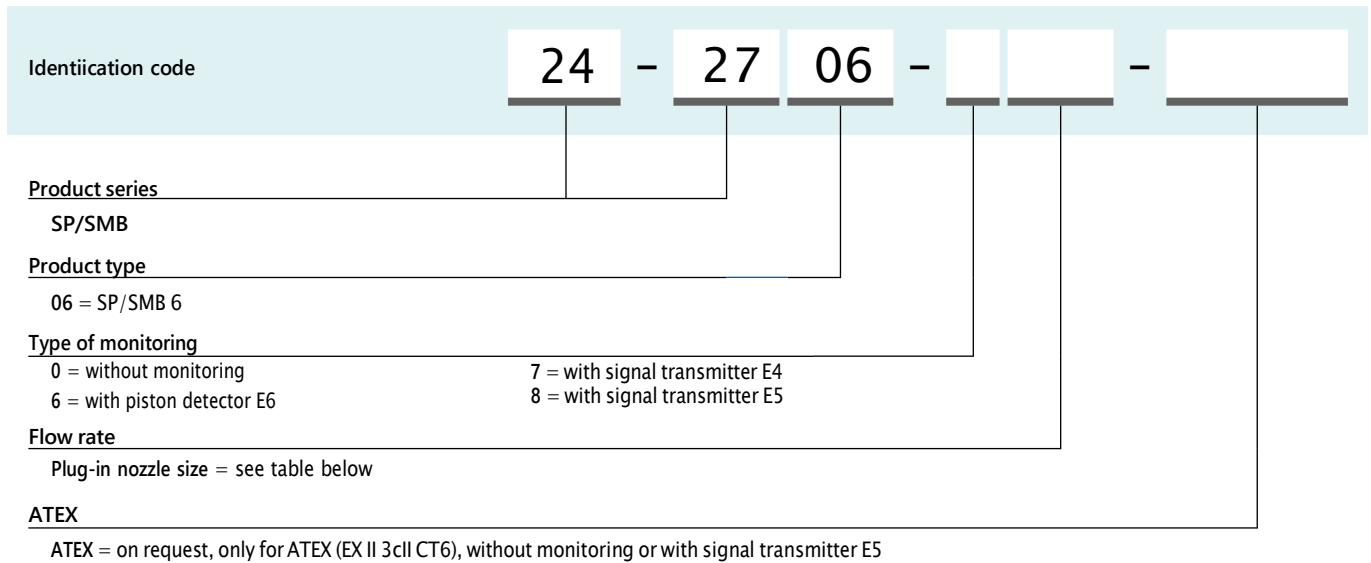 Identiication code 24 – 27 06 – –
Product series
SP/SMB
Product type
06 = SP/SMB 6
Type of monitoring
0 = without monitoring 7 = with signal transmitter E4
6 = with piston detector E6 8 = with signal transmitter E5
Flow rate
Plug-in nozzle size = see table below
ATEX
ATEX = on request, only for ATEX (EX II 3cII CT6), without monitoring or with signal transmitter E5